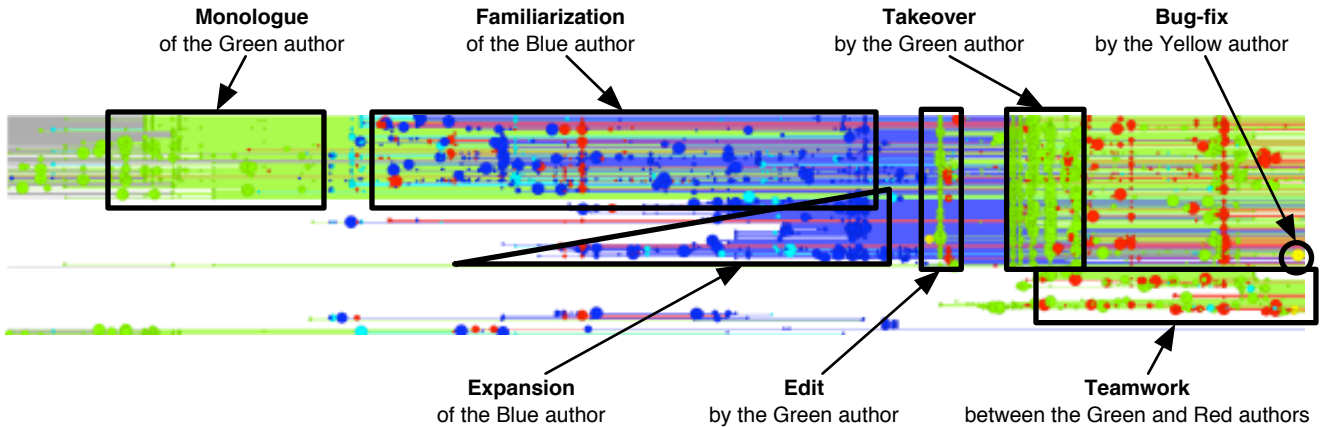 Monologue
of the Green author
Familiarization
of the Blue author
Takeover
by the Green author
Bug-fix
by the Yellow author
Expansion
of the Blue author
Edit
by the Green author
Teamwork
between the Green and Red authors